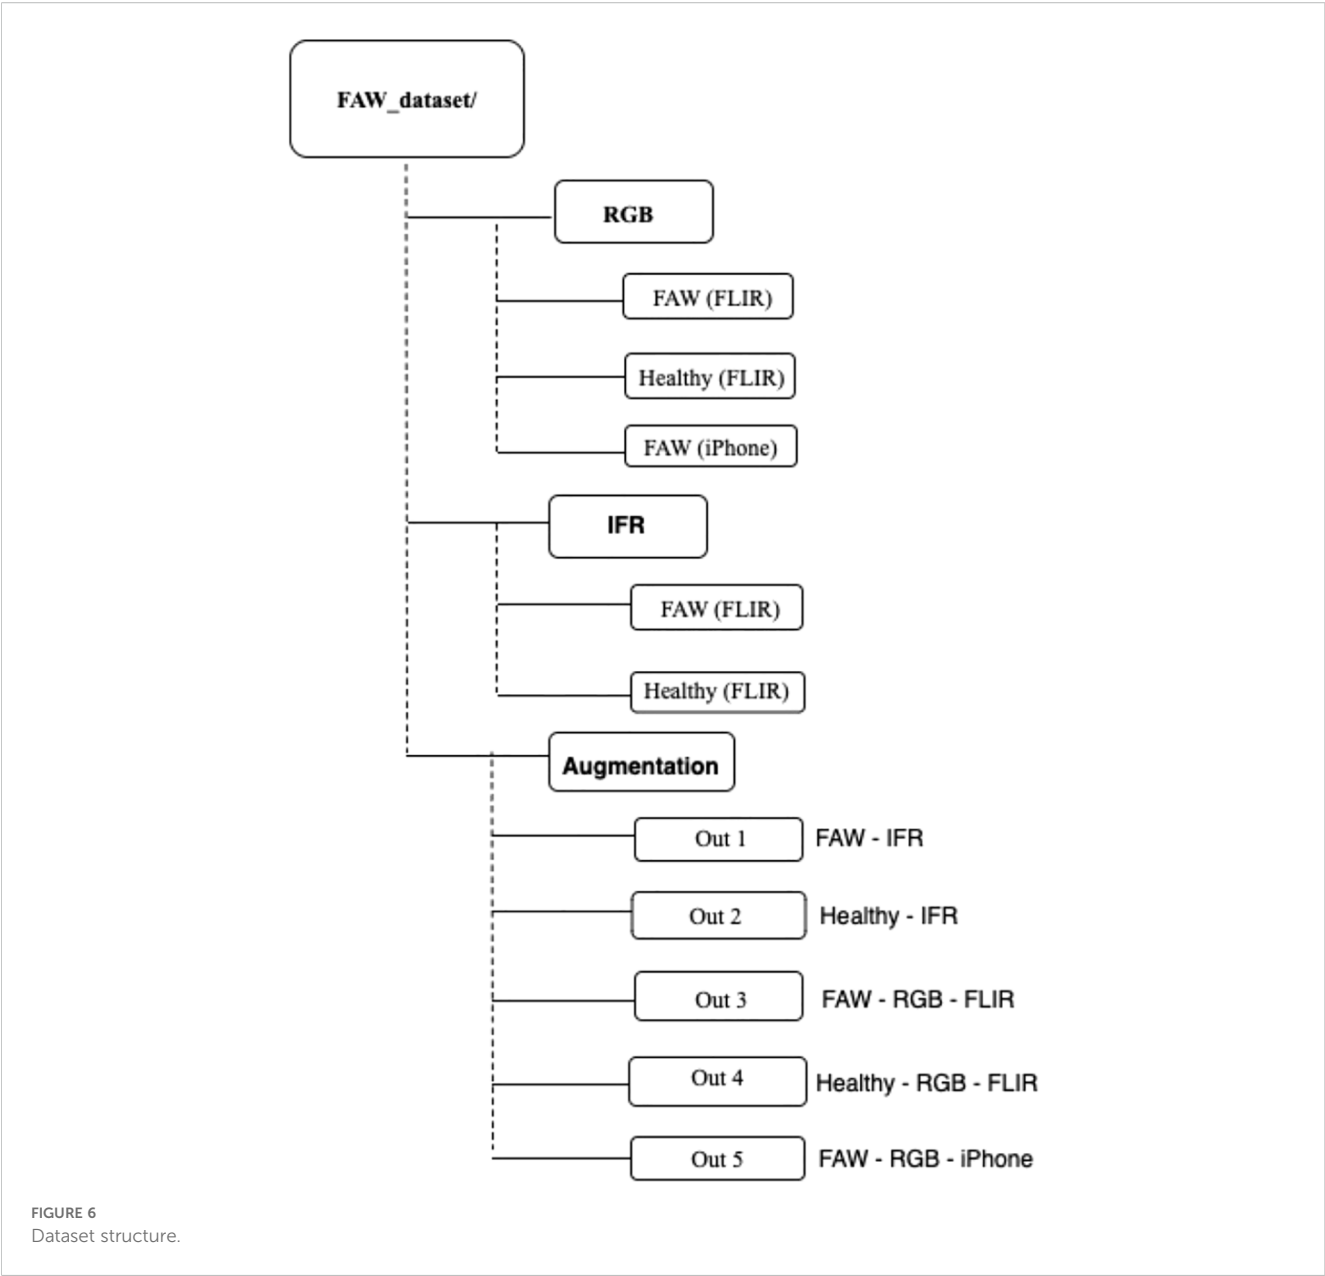 FAW_dataset/
RGB
FAW (FLIR)
Healthy (FLIR)
FAW (iPhone)
IFR
FAW (FLIR)
Healthy (FLIR)
Augmentation
Out 1 FAW - IFR
Out 2 Healthy - IFR
Out 3 FAW - RGB - FLIR
Out 4 Healthy - RGB - FLIR
Out 5 FAW - RGB - iPhone
FIGURE 6
Dataset structure.